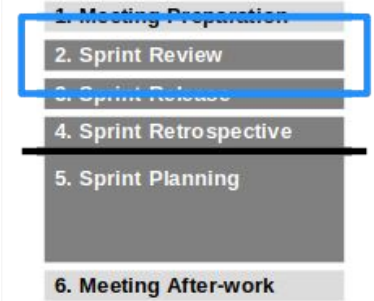 1. Meeting Preparation
2. Sprint Review
3. Sprint Release
4. Sprint Retrospective
5. Sprint Planning
6. Meeting After-work